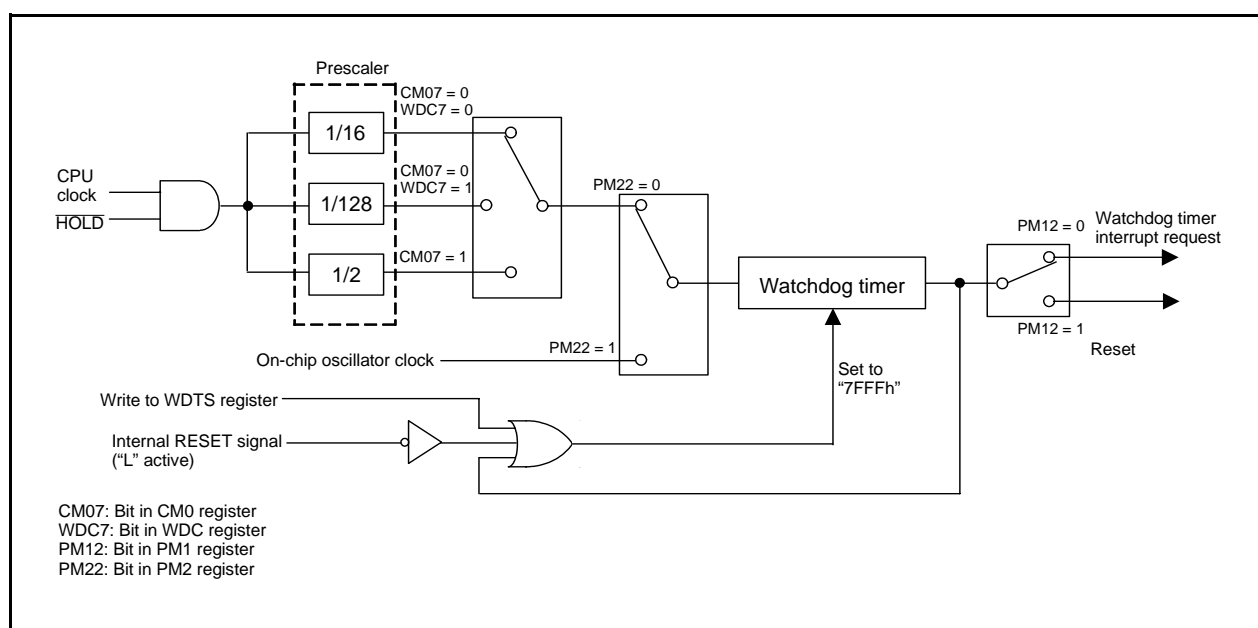 Prescaler
CM07 = 0
WDC7 = 0
1/16
CPU
clock
HOLD
CM07 = 0
WDC7 = 1
1/128
CM07 = 1
1/2
PM22 = 0
PM22 = 1
On-chip oscillator clock
Watchdog timer
PM12 = 0
Watchdog timer
interrupt request
PM12 = 1
Reset
Set to
“7FFFh”
Write to WDTS register
Internal RESET signal
(“L” active)
CM07: Bit in CM0 register
WDC7: Bit in WDC register
PM12: Bit in PM1 register
PM22: Bit in PM2 register